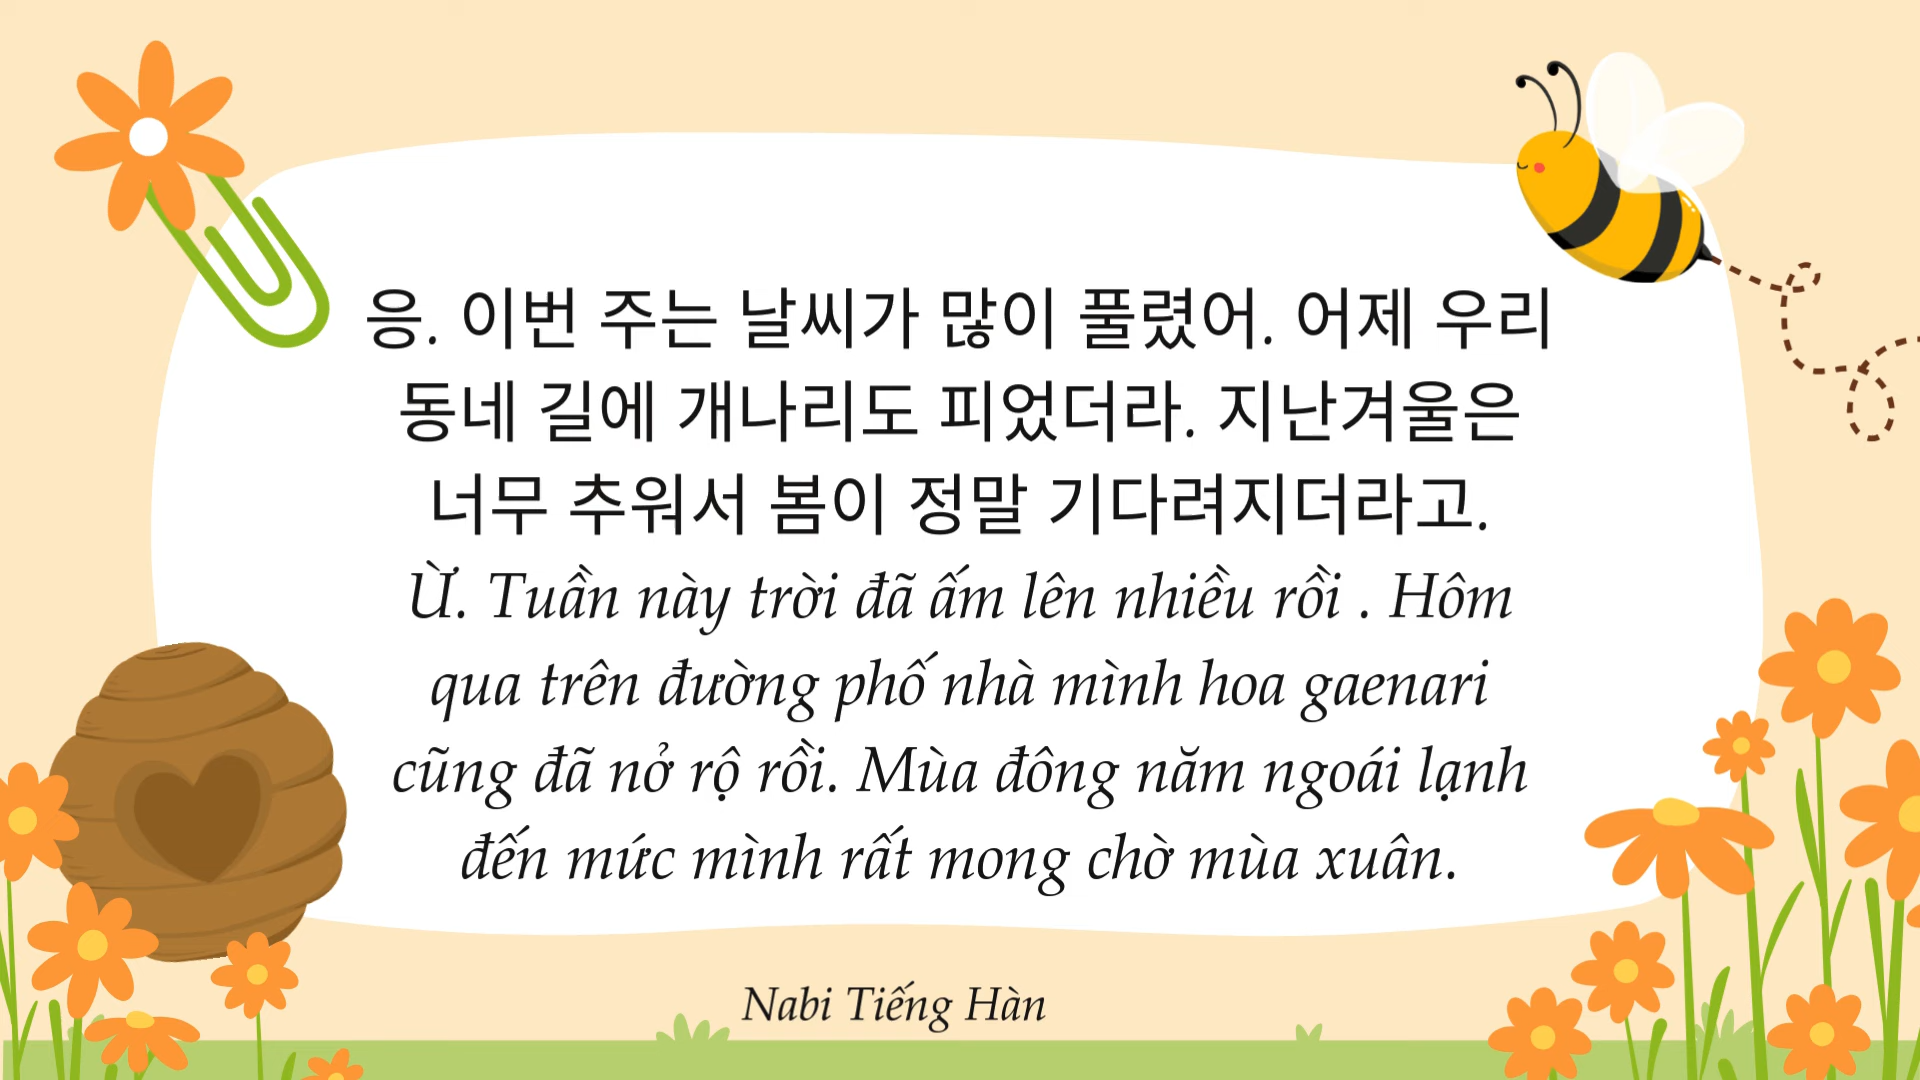 응. 이번 주는 날씨가 많이 풀렸어. 어제 우리
동네 길에 개나리도 피었더라. 지난겨울은
너무 추워서 봄이 정말 기다려지더라고.
Ừ. Tuần này trời đã ấm lên nhiều rồi . Hôm
qua trên đường phố nhà mình hoa gaenari
cũng đã nở rộ rồi. Mùa đông năm ngoái lạnh
đến mức mình rất mong chờ mùa xuân.
Nabi Tiếng Hàn